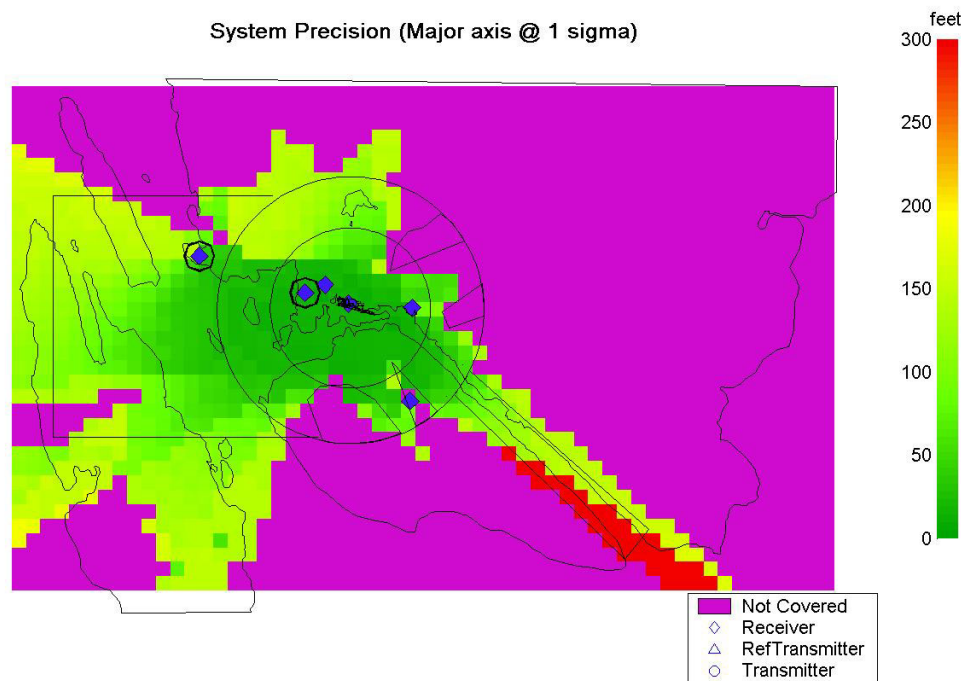 System Precision (Major axis @ 1 sigma)
feet
300
250
200
150
100
50
0
Not Covered
Receiver
RefTransmitter
Transmitter